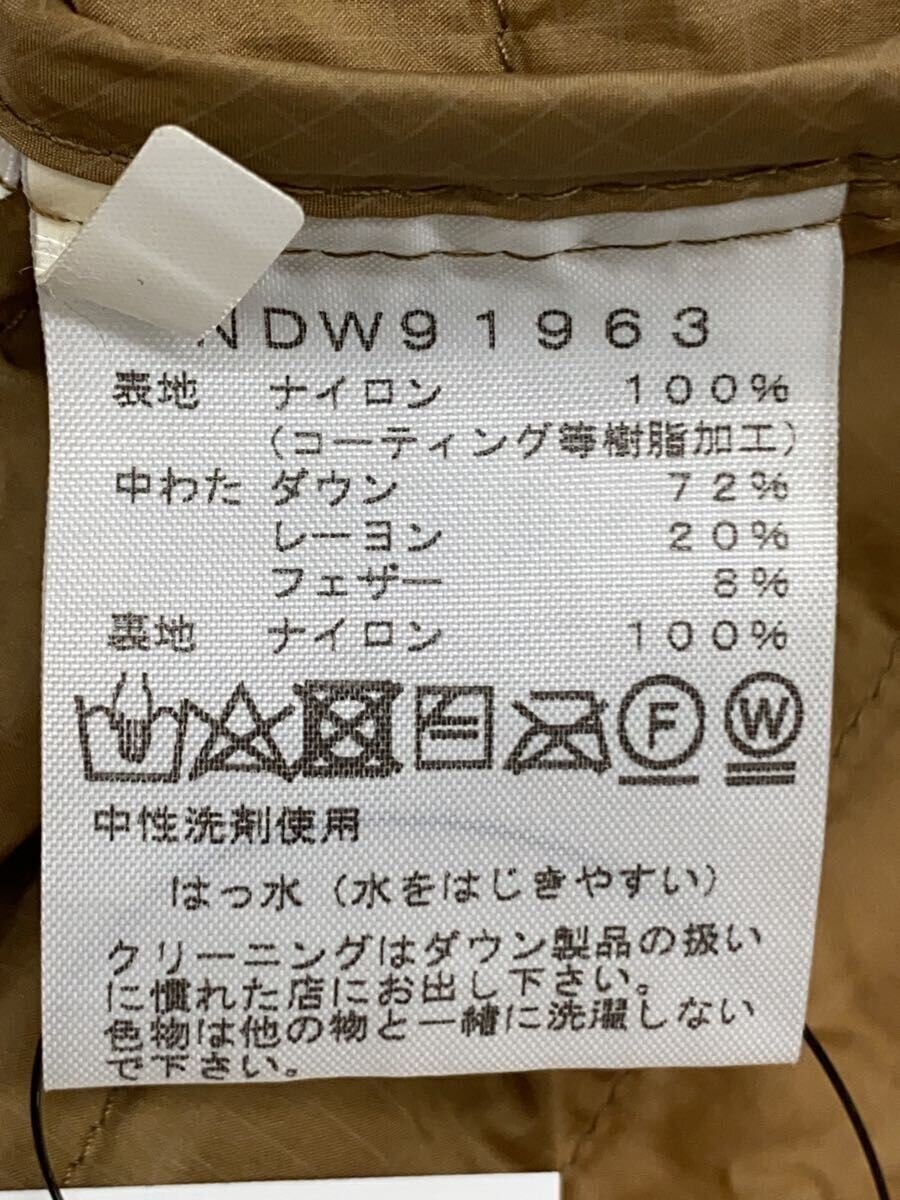 NDW91963
表地 ナイロン 100%
(コーティング等樹脂加工)
中わた ダウン 72%
レーヨン 20%
フェザー 8%
裏地 ナイロン 100%
F W
中性洗剤使用
はっ水(水をはじきやすい)
クリーニングはダウン製品の扱い
に慣れた店にお出し下さい。
色物は他の物と一緒に洗濯しない
で下さい。